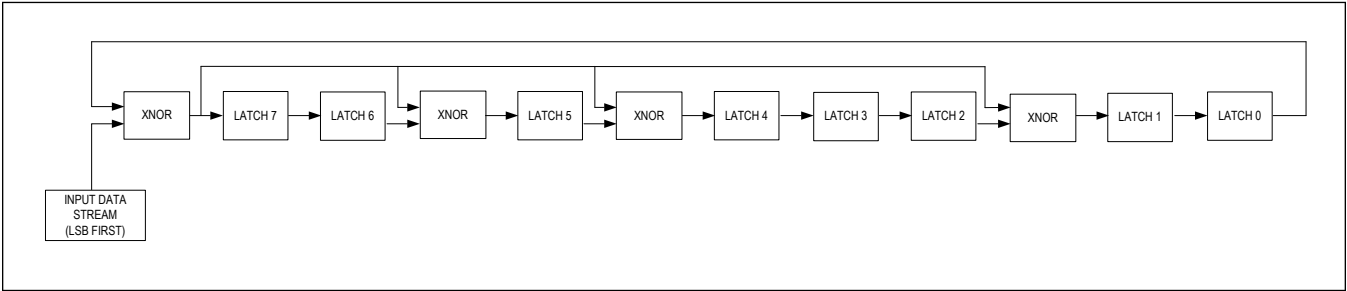 XNOR
LATCH 7
LATCH 6
XNOR
LATCH 5
XNOR
LATCH 4
LATCH 3
LATCH 2
XNOR
LATCH 1
LATCH 0
INPUT DATA
STREAM
(LSB FIRST)